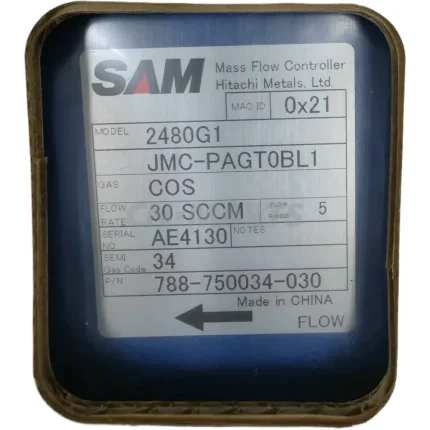 SAM Mass Flow Controller
Hitachi Metals, Ltd.
MAC ID 0x21
MODEL 2480G1
JMC-PAGT0BL1
GAS COS
FLOW RATE 30 SCCM FLOW RANGE 5
SERIAL NO AE4130 NOTES
SEMI Gas Code 34
P/N 788-750034-030
Made in CHINA
FLOW